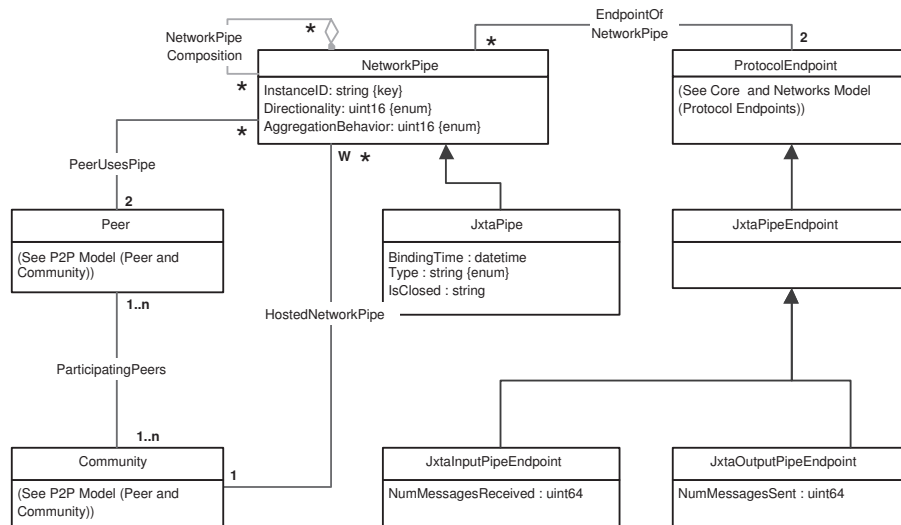 EndpointOf
NetworkPipe
NetworkPipe
Composition
*
*
*
2
NetworkPipe
InstanceID: string {key}
Directionality: uint16 {enum}
AggregationBehavior: uint16 {enum}
ProtocolEndpoint
(See Core and Networks Model
(Protocol Endpoints))
*
W
*
PeerUsesPipe
2
Peer
(See P2P Model (Peer and
Community))
JxtaPipe
BindingTime : datetime
Type : string {enum}
IsClosed : string
JxtaPipeEndpoint
1..n
HostedNetworkPipe
ParticipatingPeers
1..n
Community
(See P2P Model (Peer and
Community))
1
JxtaInputPipeEndpoint
NumMessagesReceived : uint64
JxtaOutputPipeEndpoint
NumMessagesSent : uint64